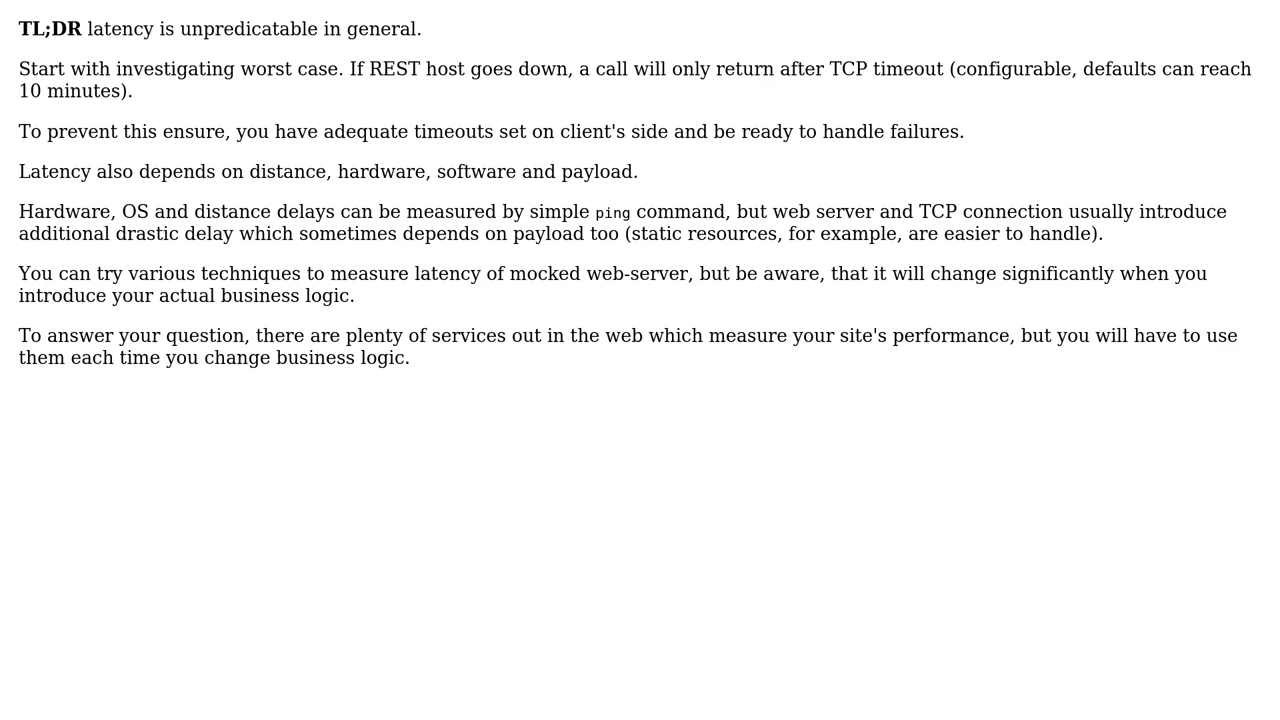 TL;DR latency is unpredicatable in general.
Start with investigating worst case. If REST host goes down, a call will only return after TCP timeout (configurable, defaults can reach
10 minutes).
To prevent this ensure, you have adequate timeouts set on client's side and be ready to handle failures.
Latency also depends on distance, hardware, software and payload.
Hardware, OS and distance delays can be measured by simple ping command, but web server and TCP connection usually introduce
additional drastic delay which sometimes depends on payload too (static resources, for example, are easier to handle).
You can try various techniques to measure latency of mocked web-server, but be aware, that it will change significantly when you
introduce your actual business logic.
To answer your question, there are plenty of services out in the web which measure your site's performance, but you will have to use
them each time you change business logic.